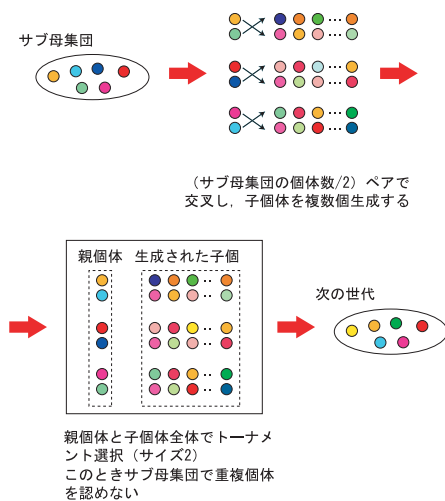 サブ母集団
（サブ母集団の個体数/2）ペアで
交叉し，子個体を複数個生成する
親個体 生成された子個
次の世代
親個体と子個体全体でトーナメ
ント選択（サイズ2）
このときサブ母集団で重複個体
を認めない